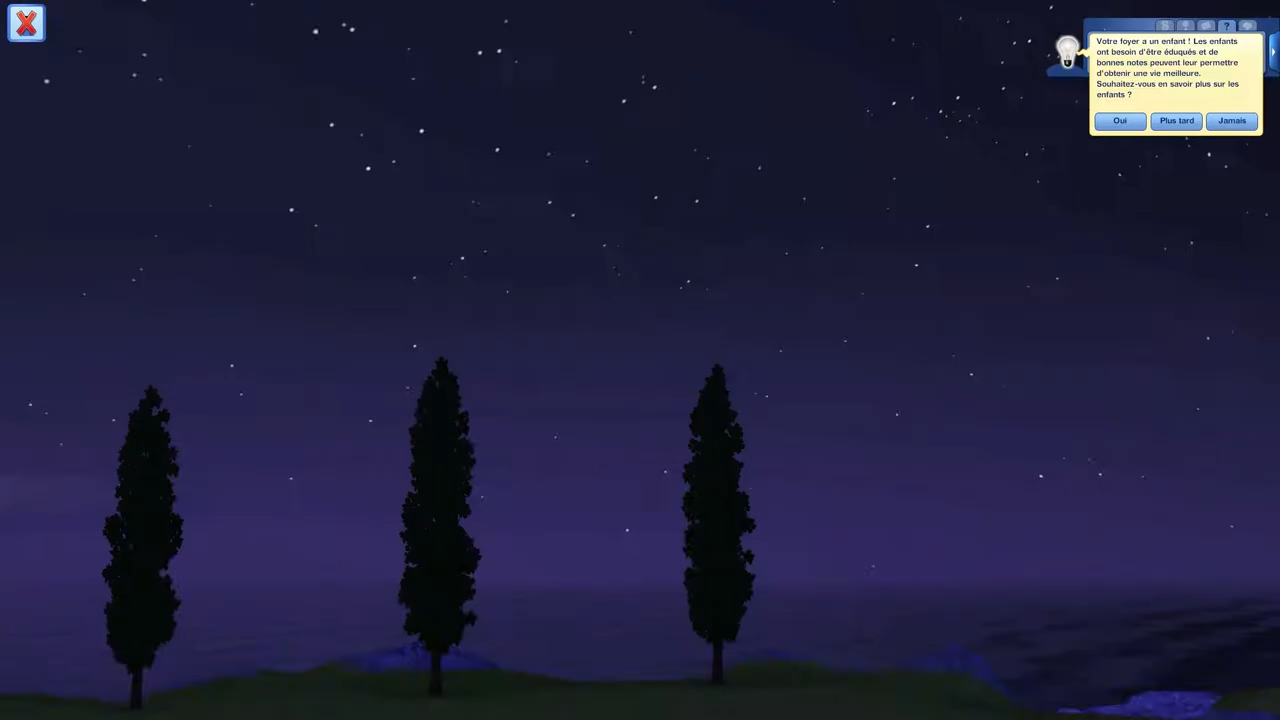 Votre foyer a un enfant ! Les enfants
ont besoin d'être éduqués et de
bonnes notes peuvent leur permettre
d'obtenir une vie meilleure.
Souhaitez-vous en savoir plus sur les
enfants ?
Oui Plus tard Jamais